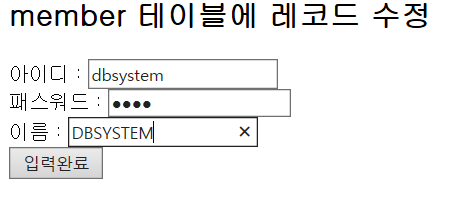 member 테이블에 레코드 수정
아이디 : dbsystem
패스워드 : ●●●●
이름 : DBSYSTEM ✕
입력완료